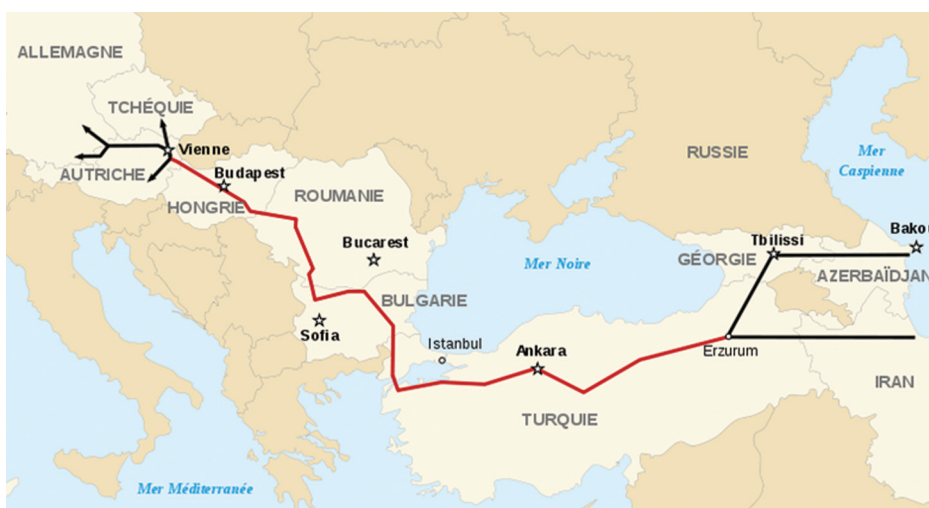 ALLEMAGNE
TCHÉQUIE
Vienne
AUTRICHE
Budapest
HONGRIE
ROUMANIE
Bucarest
BULGARIE
Sofia
Istanbul
Ankara
TURQUIE
Mer Noire
RUSSIE
Mer
Caspienne
Tbilissi
GÉORGIE
Bakou
AZERBAÏDJAN
Erzurum
IRAN
Mer Méditerranée